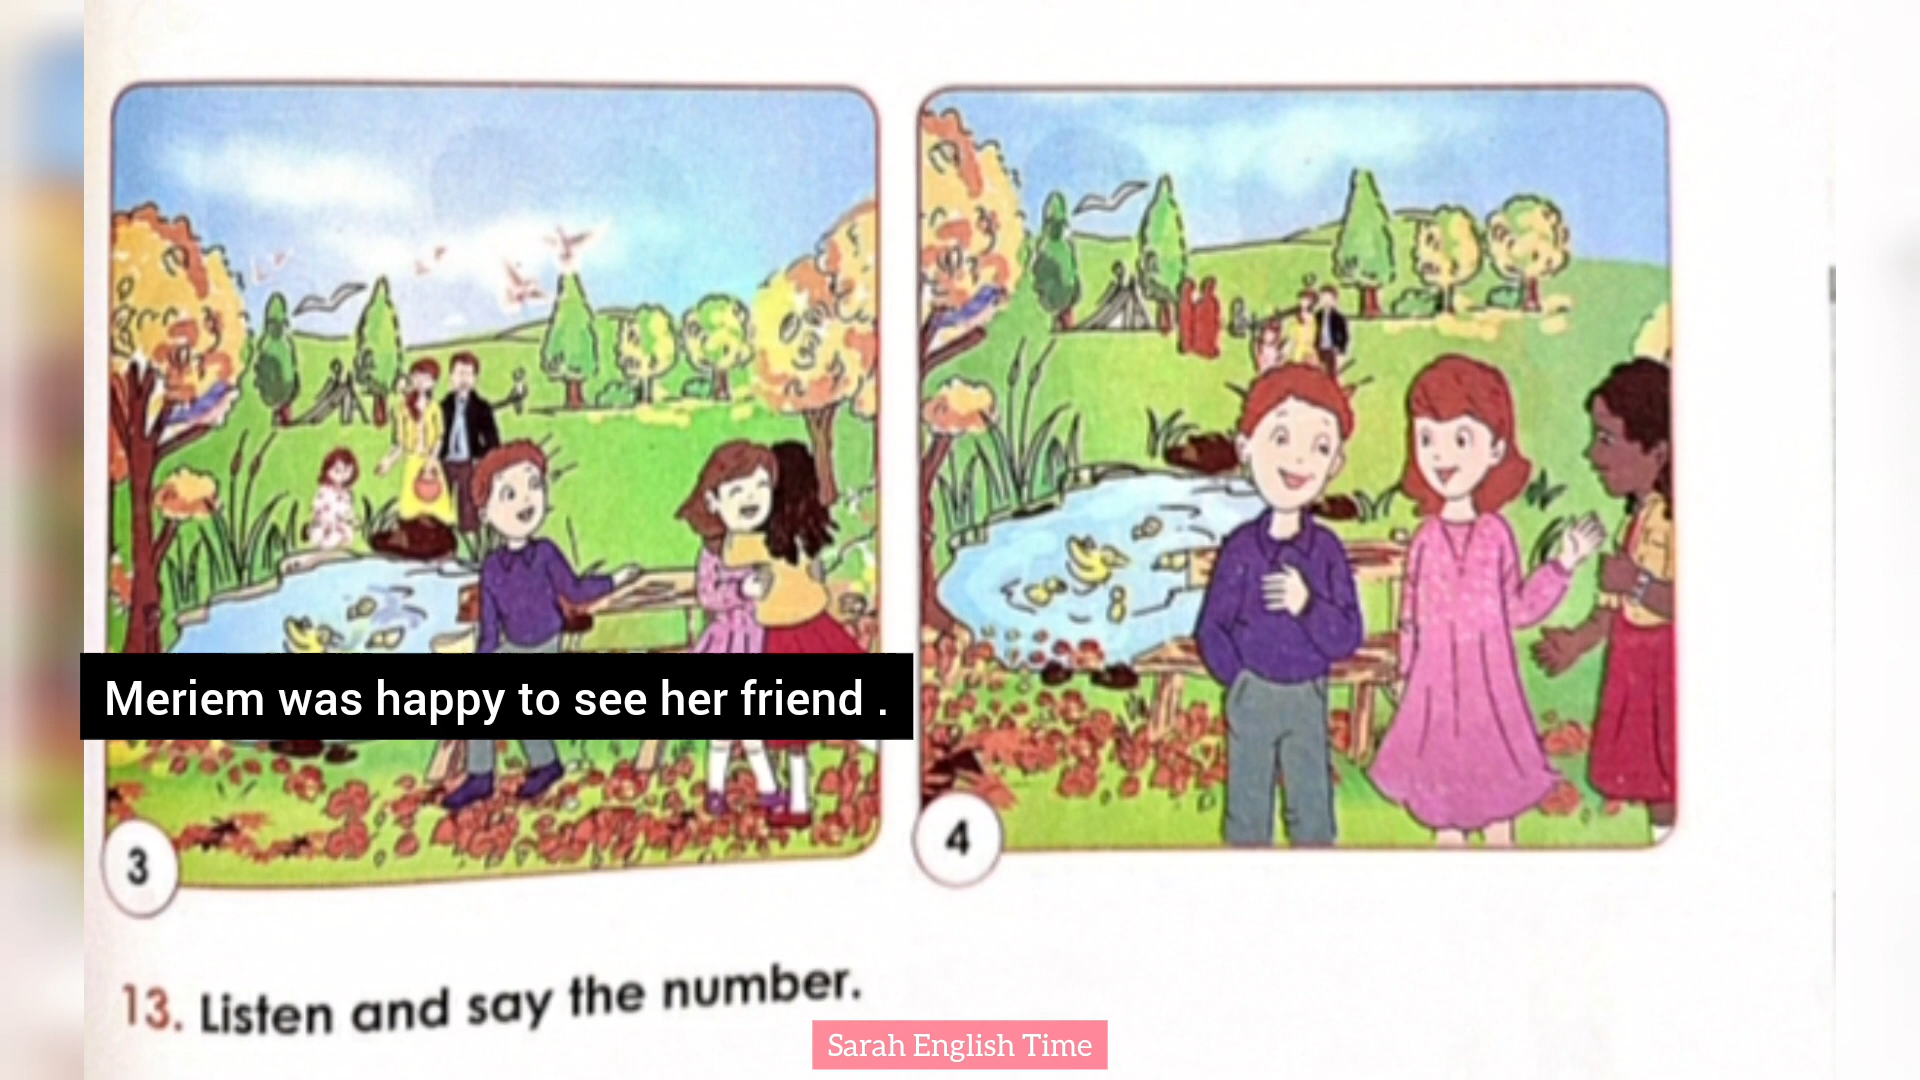 Meriem was happy to see her friend .
3
4
13. Listen and say the number.
Sarah English Time